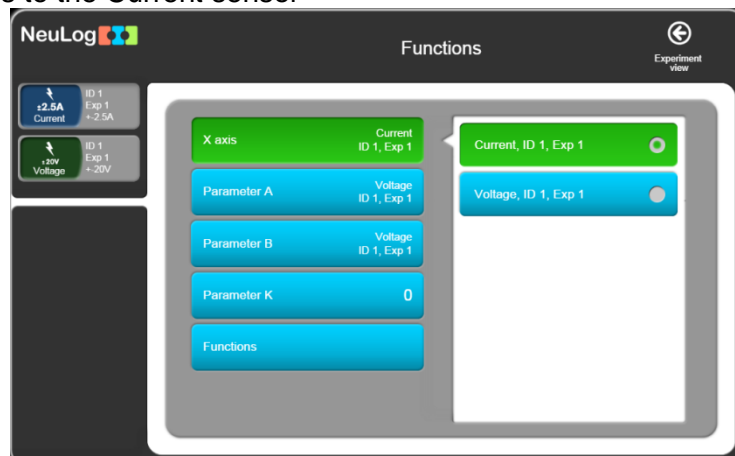 s to the Current sensor
NeuLog
Functions
Experiment
view
±2.5A
Current
ID 1
Exp 1
+-2.5A
±20V
Voltage
ID 1
Exp 1
+-20V
X axis
Current
ID 1, Exp 1
Parameter A
Voltage
ID 1, Exp 1
Parameter B
Voltage
ID 1, Exp 1
Parameter K
0
Functions
Current, ID 1, Exp 1
Voltage, ID 1, Exp 1